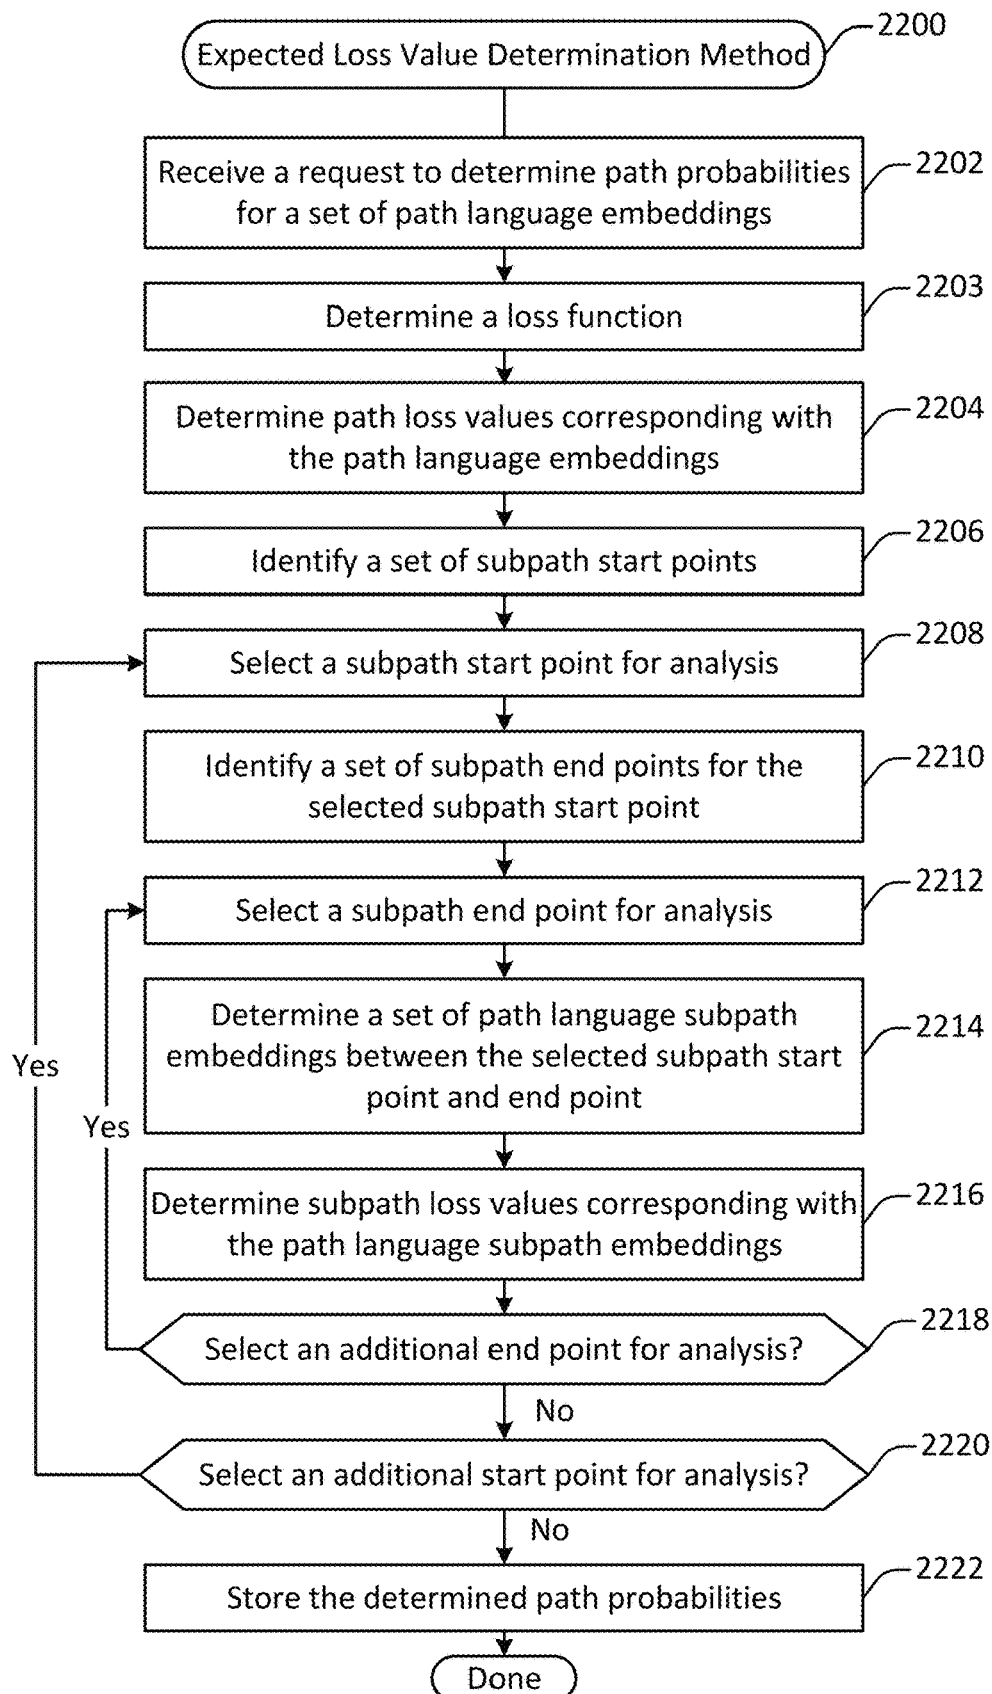 2200
Expected Loss Value Determination Method
2202
Receive a request to determine path probabilities
for a set of path language embeddings
2203
Determine a loss function
2204
Determine path loss values corresponding with
the path language embeddings
2206
Identify a set of subpath start points
2208
Select a subpath start point for analysis
2210
Identify a set of subpath end points for the
selected subpath start point
2212
Select a subpath end point for analysis
2214
Determine a set of path language subpath
embeddings between the selected subpath start
point and end point
Yes
Yes
2216
Determine subpath loss values corresponding with
the path language subpath embeddings
2218
Select an additional end point for analysis?
No
2220
Select an additional start point for analysis?
No
2222
Store the determined path probabilities
Done